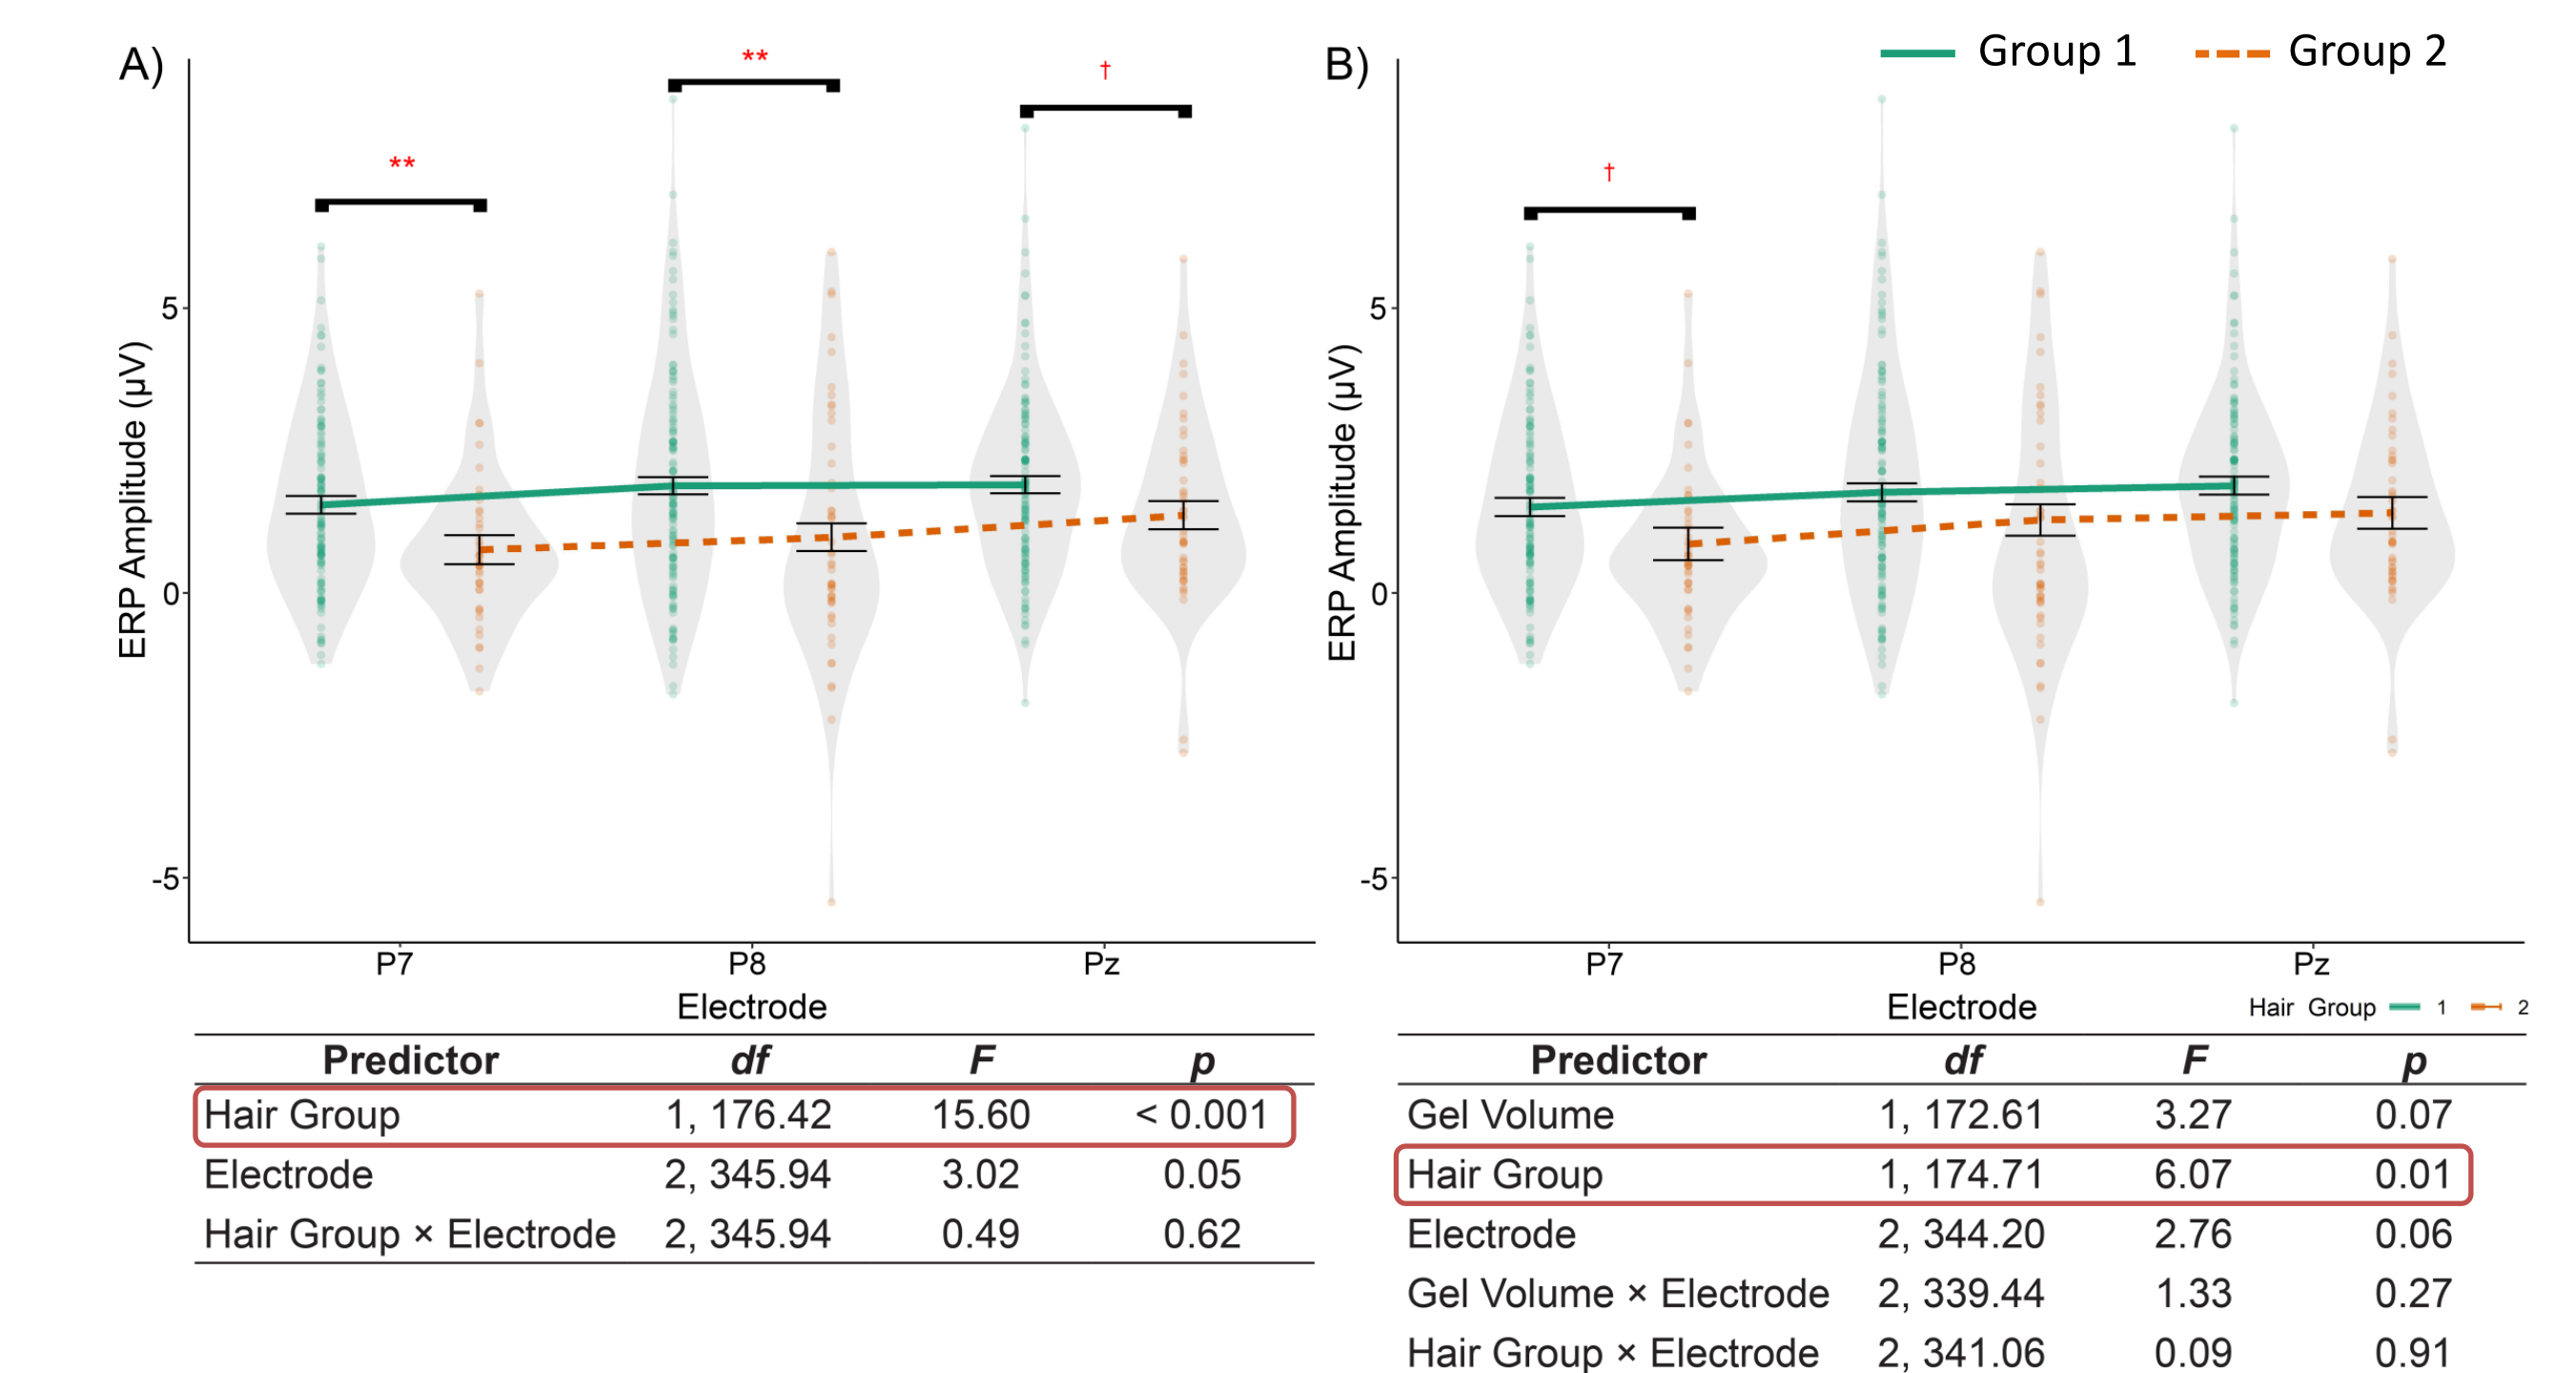 A)
**
**
†
5
0
-5
ERP Amplitude (µV)
P7 P8 Pz
Electrode
Predictor df F p
Hair Group 1, 176.42 15.60 < 0.001
Electrode 2, 345.94 3.02 0.05
Hair Group × Electrode 2, 345.94 0.49 0.62
B)
Group 1 Group 2
†
5
0
-5
ERP Amplitude (µV)
P7 P8 Pz
Electrode
Hair Group 1 2
Predictor df F p
Gel Volume 1, 172.61 3.27 0.07
Hair Group 1, 174.71 6.07 0.01
Electrode 2, 344.20 2.76 0.06
Gel Volume × Electrode 2, 339.44 1.33 0.27
Hair Group × Electrode 2, 341.06 0.09 0.91